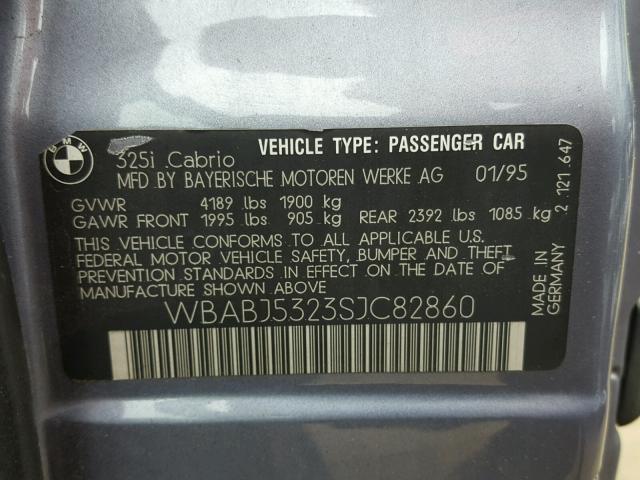 BMW
325i Cabrio VEHICLE TYPE: PASSENGER CAR
MFD BY BAYERISCHE MOTOREN WERKE AG 01/95
GVWR 4189 lbs 1900 kg
GAWR FRONT 1995 lbs 905 kg, REAR 2392 lbs 1085 kg
THIS VEHICLE CONFORMS TO ALL APPLICABLE U.S.
FEDERAL MOTOR VEHICLE SAFETY, BUMPER AND THEFT
PREVENTION STANDARDS IN EFFECT ON THE DATE OF
MANUFACTURE SHOWN ABOVE
WBABJ5323SJC82860
2 .121 .647
MADE IN
GERMANY